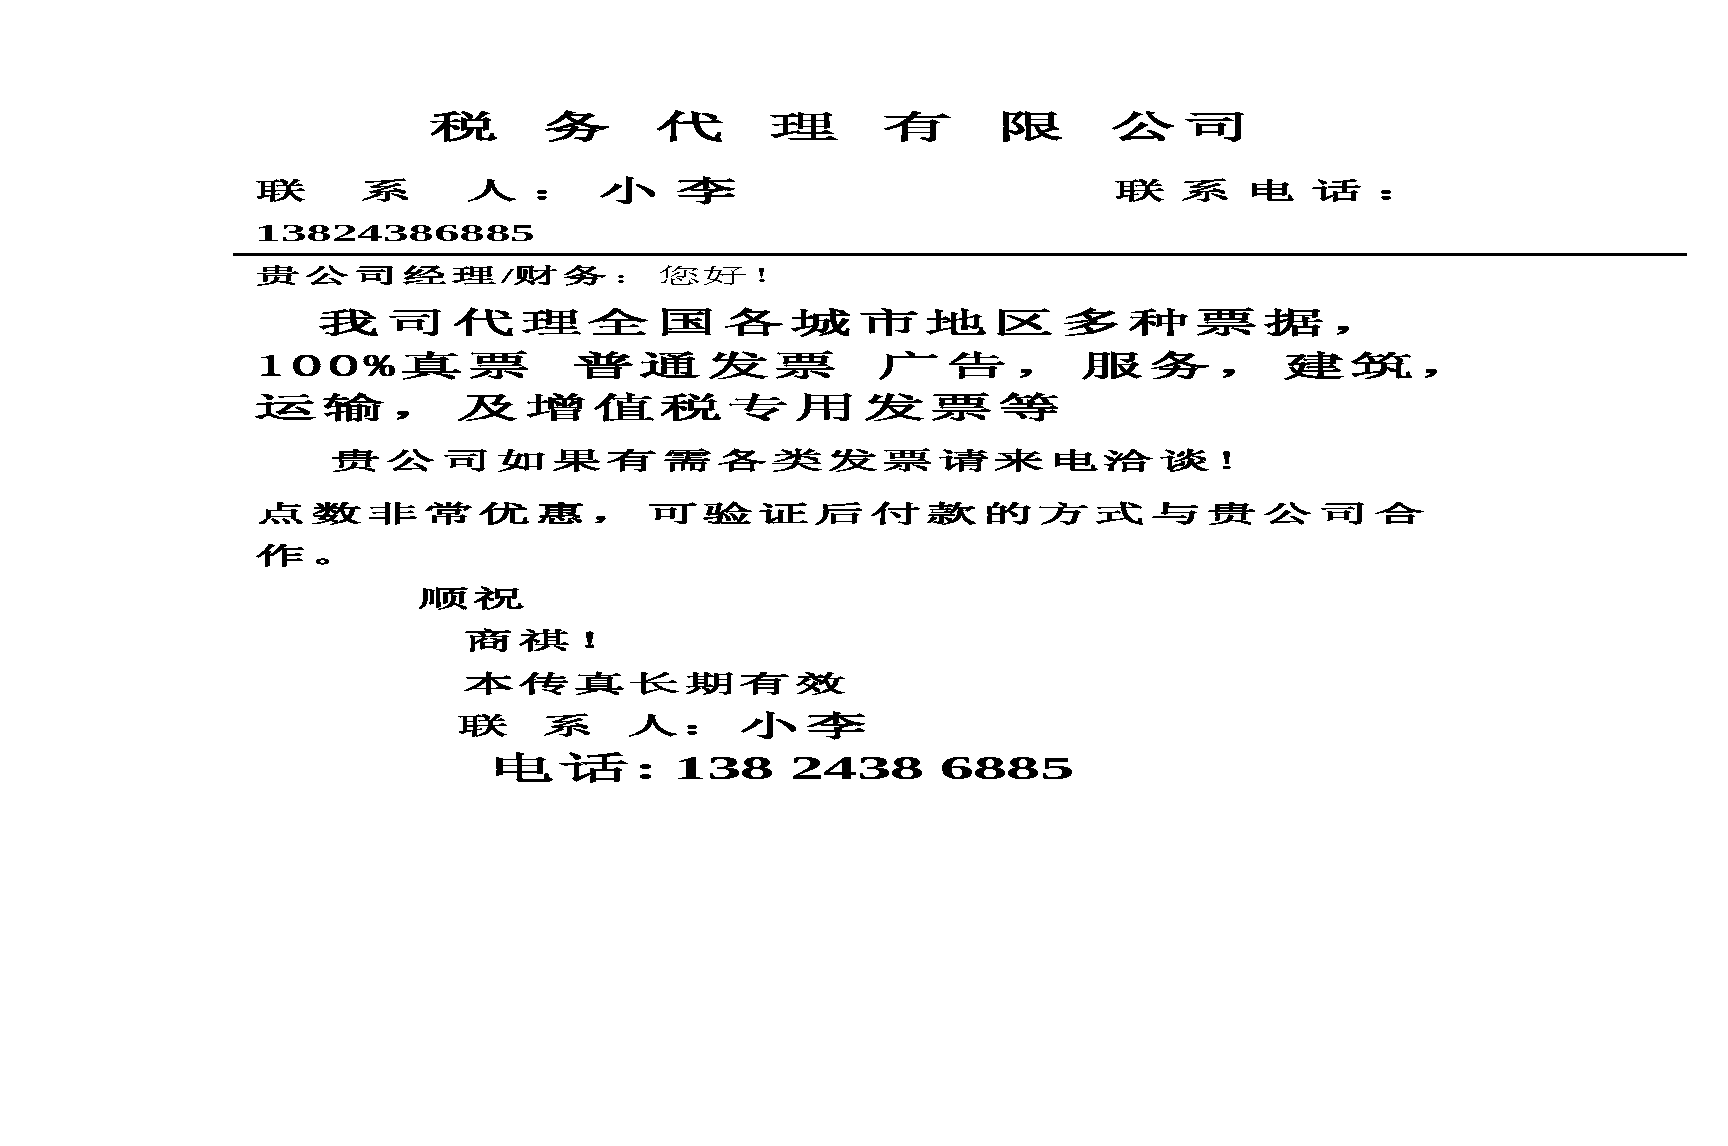 税 务 代 理 有 限 公司
联 系 人：小李 联系电话：
13824386885
贵公司经理/财务：您好！
我司代理全国各城市地区多种票据，
100%真票 普通发票 广告，服务，建筑，
运输，及增值税专用发票等
贵公司如果有需各类发票请来电洽谈！
点数非常优惠，可验证后付款的方式与贵公司合
作。
顺祝
商祺！
本传真长期有效
联 系 人：小李
电话：138 2438 6885